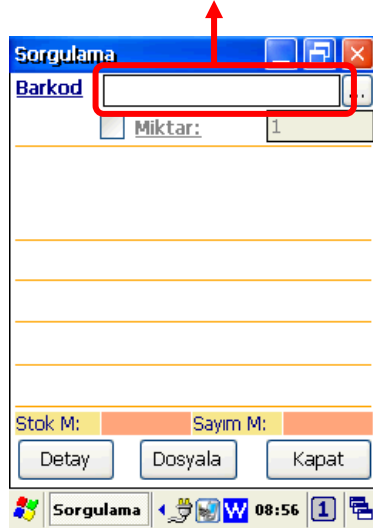 Sorgulama
Barkod ...
Miktar: 1
Stok M: Sayım M:
Detay Dosyala Kapat
Sorgulama W 08:56 1